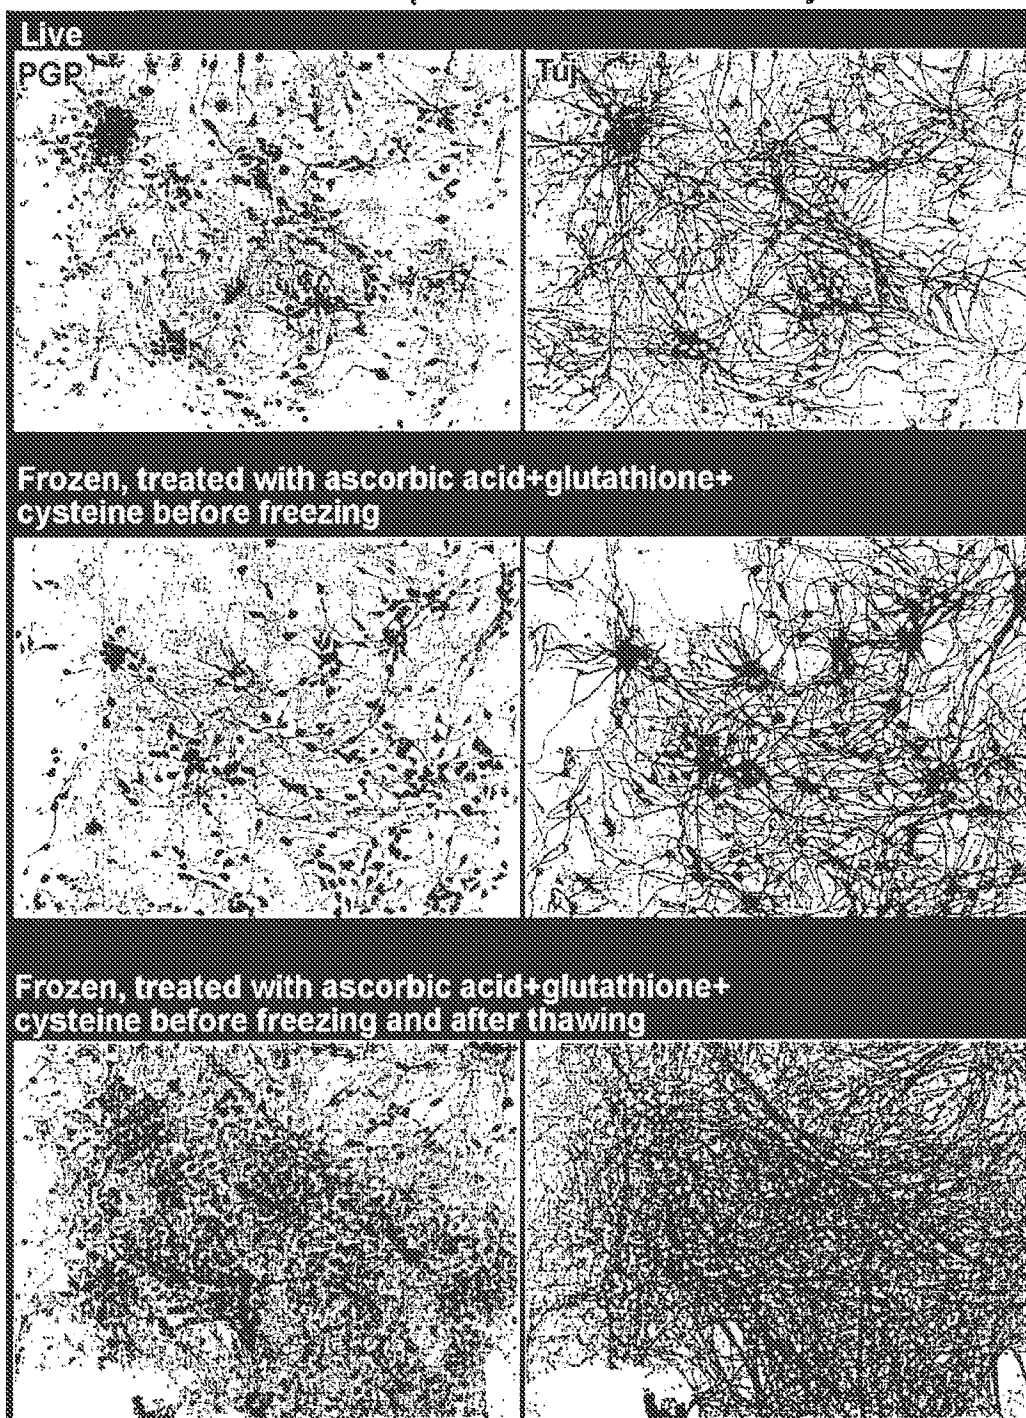 Live
PGP
Tuj
Frozen, treated with ascorbic acid+glutathione+
cysteine before freezing
Frozen, treated with ascorbic acid+glutathione+
cysteine before freezing and after thawing